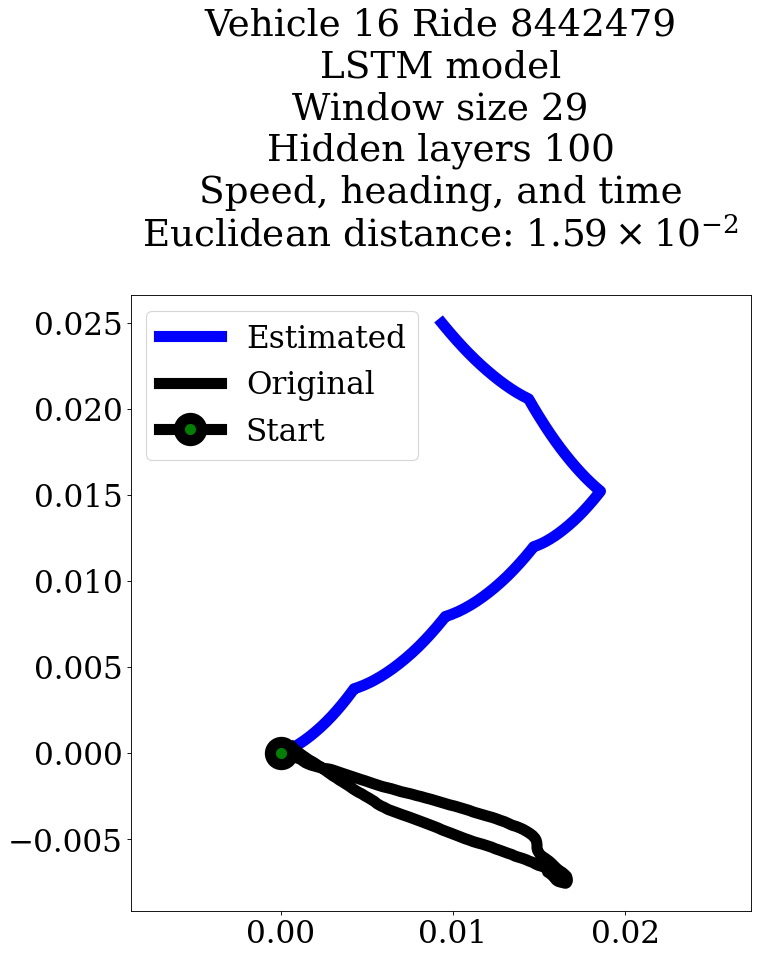 Vehicle 16 Ride 8442479
LSTM model
Window size 29
Hidden layers 100
Speed, heading, and time
Euclidean distance: 1.59 × 10⁻²
Estimated
Original
Start
0.025
0.020
0.015
0.010
0.005
0.000
−0.005
0.00 0.01 0.02